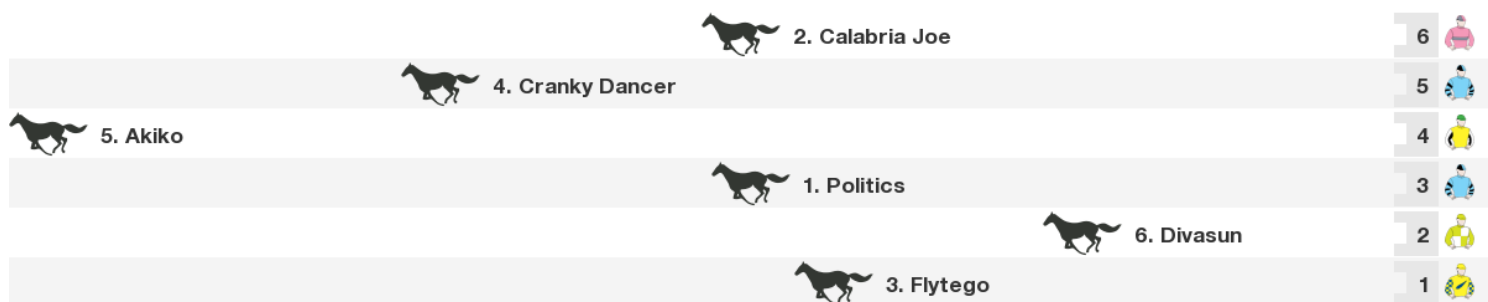 2. Calabria Joe 6
4. Cranky Dancer 5
5. Akiko 4
1. Politics 3
6. Divasun 2
3. Flytego 1